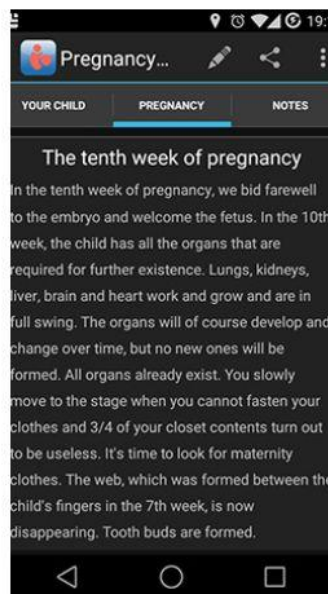 19:
Pregnancy...
YOUR CHILD PREGNANCY NOTES
The tenth week of pregnancy
In the tenth week of pregnancy, we bid farewell
to the embryo and welcome the fetus. In the 10th
week, the child has all the organs that are
required for further existence. Lungs, kidneys,
liver, brain and heart work and grow and are in
full swing. The organs will of course develop and
change over time, but no new ones will be
formed. All organs already exist. You slowly
move to the stage when you cannot fasten your
clothes and 3/4 of your closet contents turn out
to be useless. It's time to look for maternity
clothes. The web, which was formed between the
child's fingers in the 7th week, is now
disappearing. Tooth buds are formed.